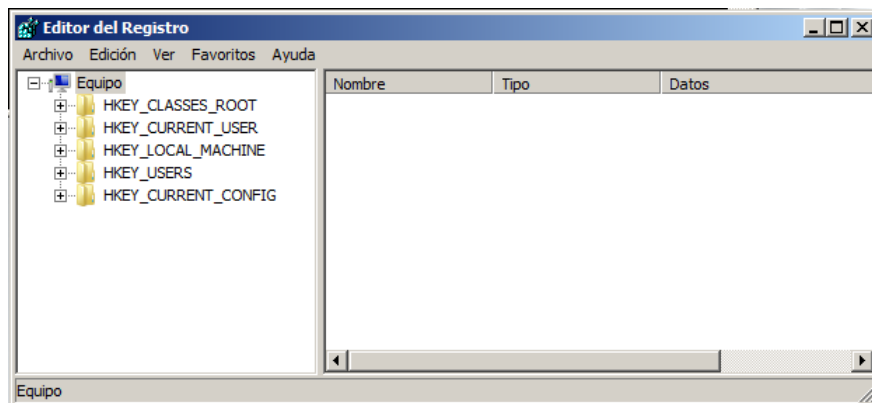 Editor del Registro
Archivo Edición Ver Favoritos Ayuda
Equipo
HKEY_CLASSES_ROOT
HKEY_CURRENT_USER
HKEY_LOCAL_MACHINE
HKEY_USERS
HKEY_CURRENT_CONFIG
Nombre Tipo Datos
Equipo